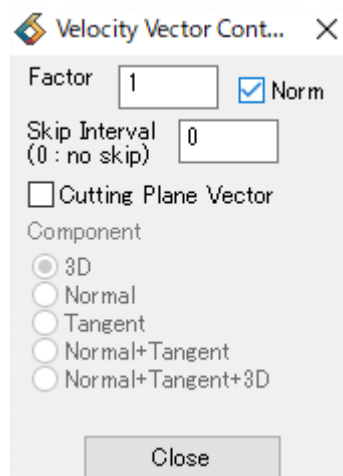 Velocity Vector Cont...
Factor 1 Norm
Skip Interval
(0 : no skip) 0
Cutting Plane Vector
Component
3D
Normal
Tangent
Normal+Tangent
Normal+Tangent+3D
Close